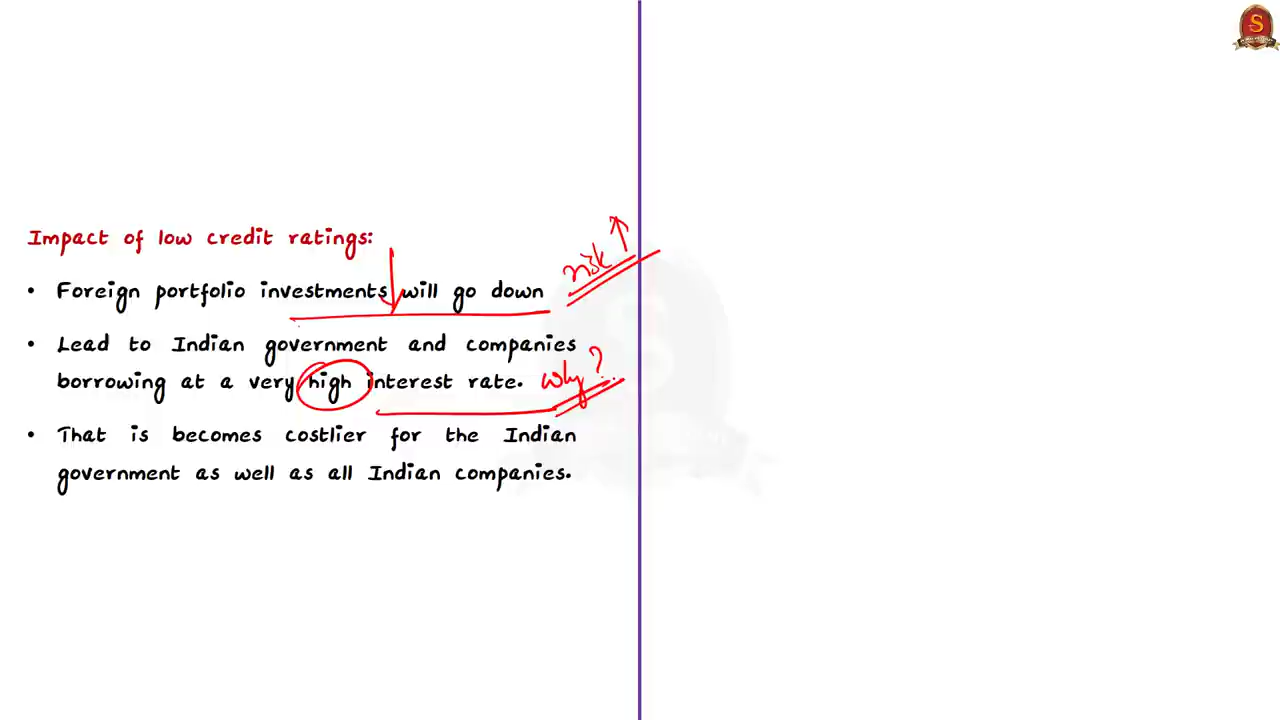 Impact of low credit ratings:
• Foreign portfolio investments will go down
risk ↑
• Lead to Indian government and companies
borrowing at a very high interest rate.
why?
• That is becomes costlier for the Indian
government as well as all Indian companies.
S